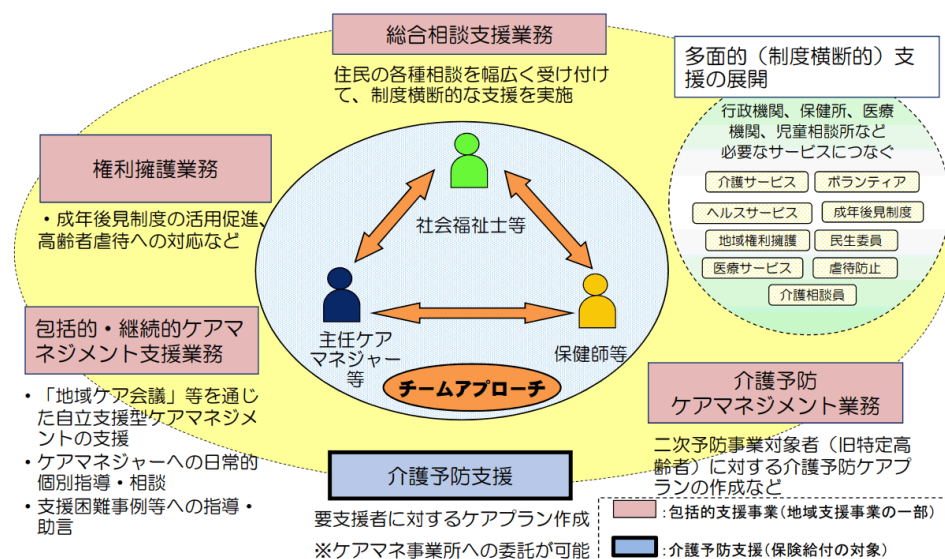 総合相談支援業務
住民の各種相談を幅広く受け付け
て、制度横断的な支援を実施
多面的（制度横断的）支
援の展開
行政機関、保健所、医療
機関、児童相談所など
必要なサービスにつなぐ
介護サービス
ボランティア
ヘルスサービス
成年後見制度
地域権利擁護
民生委員
医療サービス
虐待防止
介護相談員
権利擁護業務
・成年後見制度の活用促進、
高齢者虐待への対応など
社会福祉士等
主任ケア
マネジャー
等
保健師等
チームアプローチ
包括的・継続的ケアマ
ネジメント支援業務
・「地域ケア会議」等を通じ
た自立支援型ケアマネジメ
ントの支援
・ケアマネジャーへの日常的
個別指導・相談
・支援困難事例等への指導・
助言
介護予防
ケアマネジメント業務
二次予防事業対象者（旧特定高
齢者）に対する介護予防ケアプ
ランの作成など
介護予防支援
要支援者に対するケアプラン作成
※ケアマネ事業所への委託が可能
:包括的支援事業(地域支援事業の一部)
:介護予防支援(保険給付の対象)